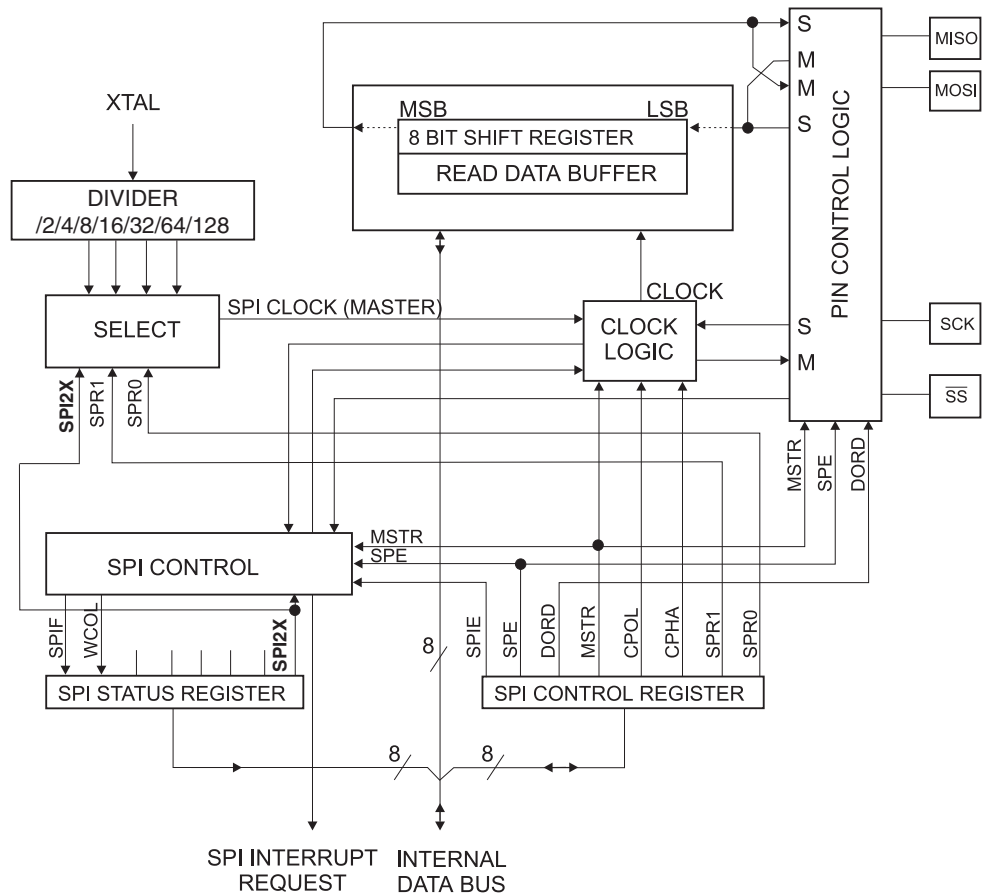 S
MISO
M
XTAL
MSB
LSB
M
MOSI
8 BIT SHIFT REGISTER
S
READ DATA BUFFER
PIN CONTROL LOGIC
DIVIDER
/2/4/8/16/32/64/128
SPI CLOCK (MASTER)
CLOCK
SELECT
CLOCK
LOGIC
S
SCK
M
SPI2X
SPR1
SPR0
SS
MSTR
SPE
DORD
MSTR
SPE
SPI CONTROL
SPIF
WCOL
SPI2X
8
SPIE
SPE
DORD
MSTR
CPOL
CPHA
SPR1
SPR0
SPI STATUS REGISTER
SPI CONTROL REGISTER
8
8
SPI INTERRUPT
REQUEST
INTERNAL
DATA BUS